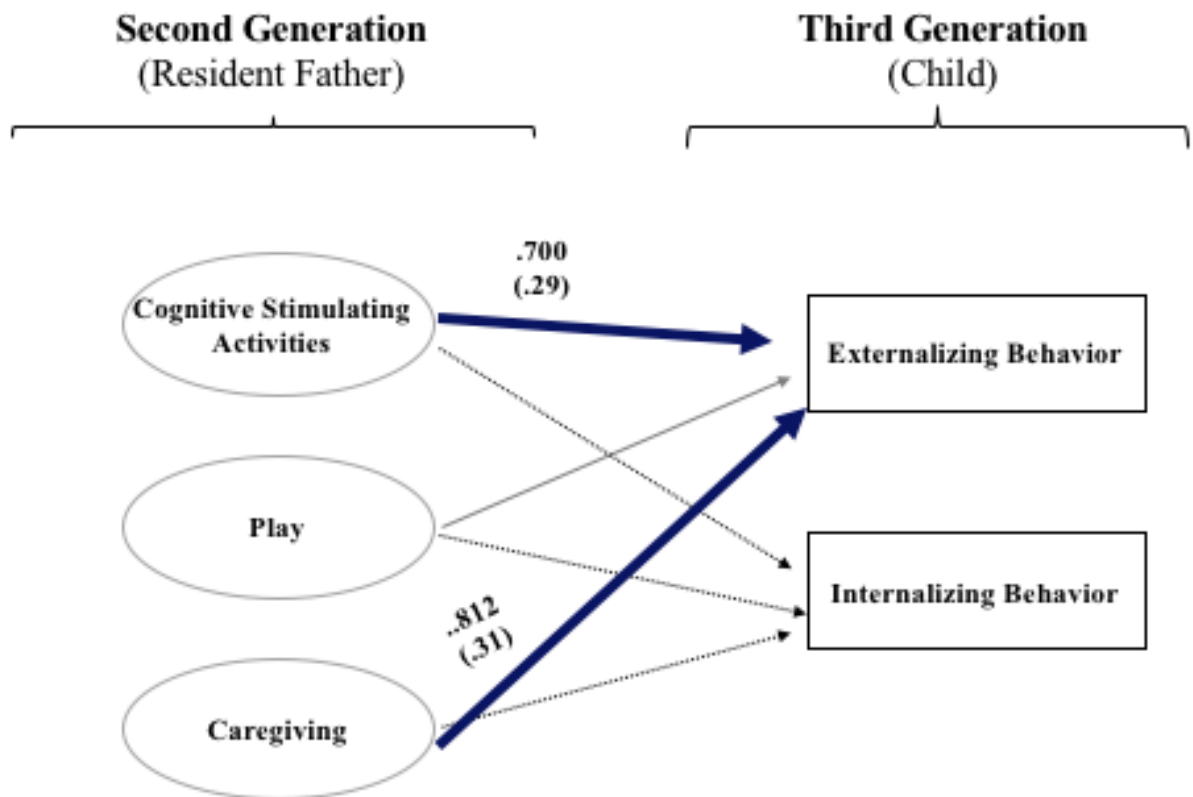 Second Generation
(Resident Father)
Third Generation
(Child)
.700
(.29)
Cognitive Stimulating
Activities
Externalizing Behavior
Play
Internalizing Behavior
..812
(.31)
Caregiving